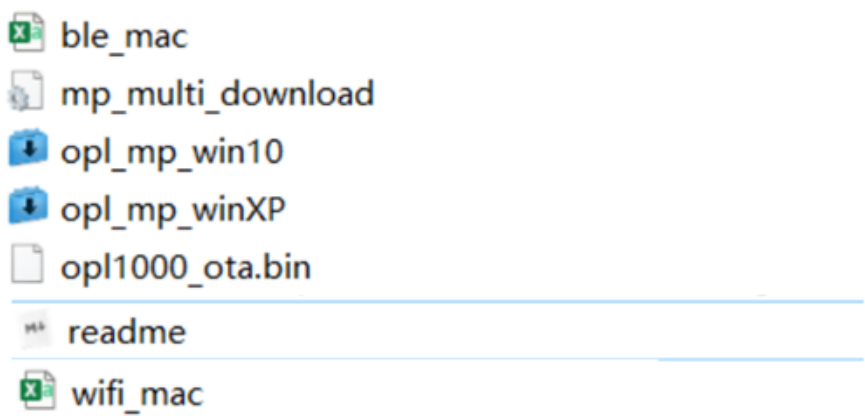 ble_mac
mp_multi_download
opl_mp_win10
opl_mp_winXP
opl1000_ota.bin
readme
wifi_mac